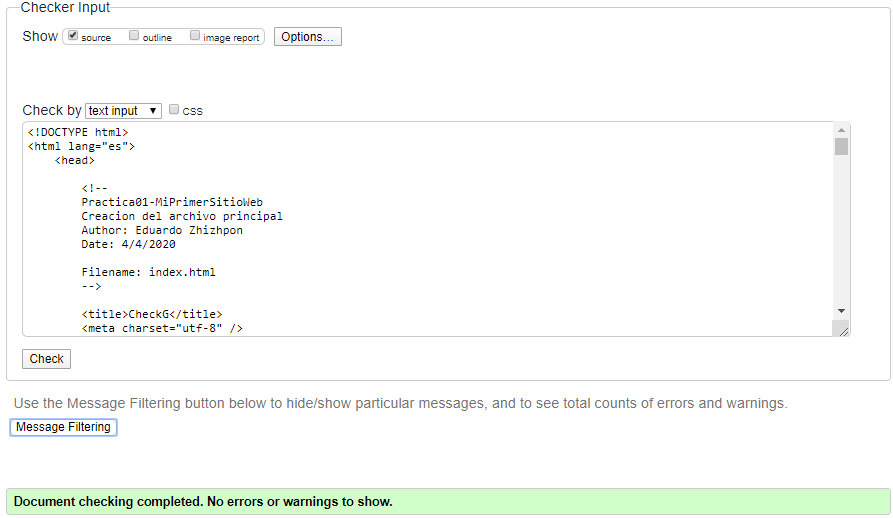 Checker Input
Show source outline image report Options...
Check by text input css
<!DOCTYPE html>
<html lang="es">
<head>
<!--
Practica01-MiPrimerSitioWeb
Creacion del archivo principal
Author: Eduardo Zhizhpon
Date: 4/4/2020
Filename: index.html
-->
<title>CheckG</title>
<meta charset="utf-8" />
Check
Use the Message Filtering button below to hide/show particular messages, and to see total counts of errors and warnings.
Message Filtering
Document checking completed. No errors or warnings to show.